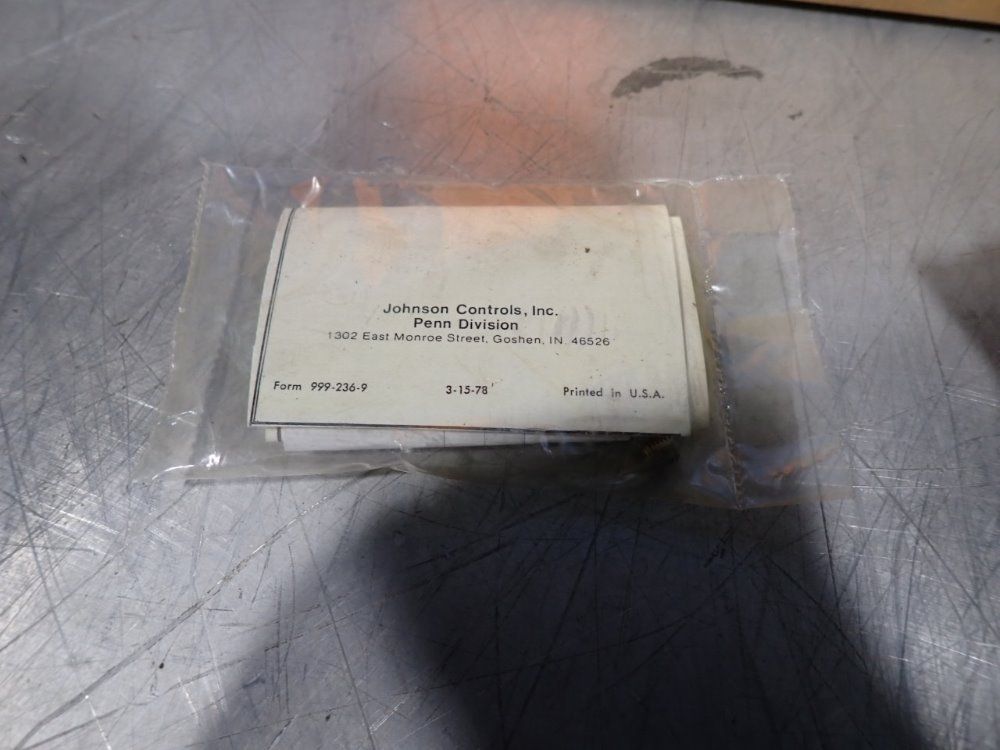 Johnson Controls, Inc.
Penn Division
1302 East Monroe Street, Goshen, IN. 46526
Form 999-236-9 3-15-78 Printed in U.S.A.